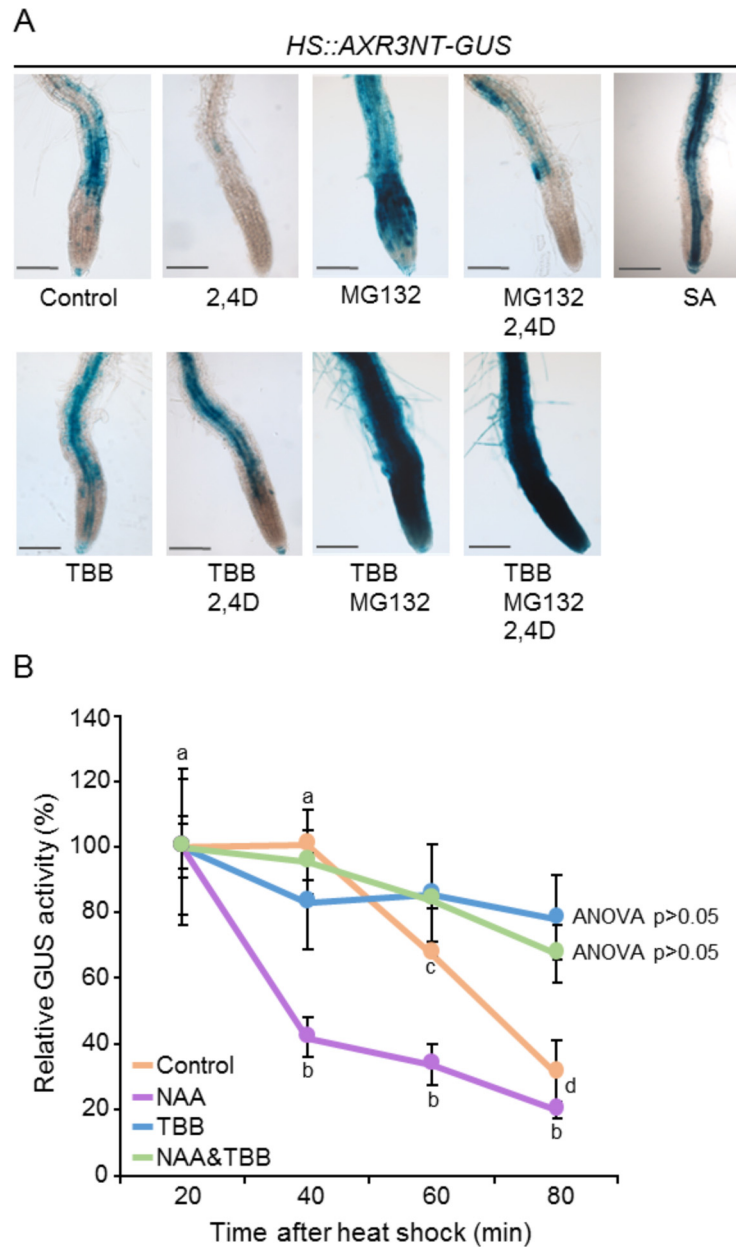 A
HS::AXR3NT-GUS
Control
2,4D
MG132
MG132
2,4D
SA
TBB
TBB
2,4D
TBB
MG132
TBB
MG132
2,4D
B
Relative GUS activity (%)
140
120
100
80
60
40
20
0
a
a
c
b
b
d
b
ANOVA p>0.05
ANOVA p>0.05
Control
NAA
TBB
NAA&TBB
20 40 60 80
Time after heat shock (min)